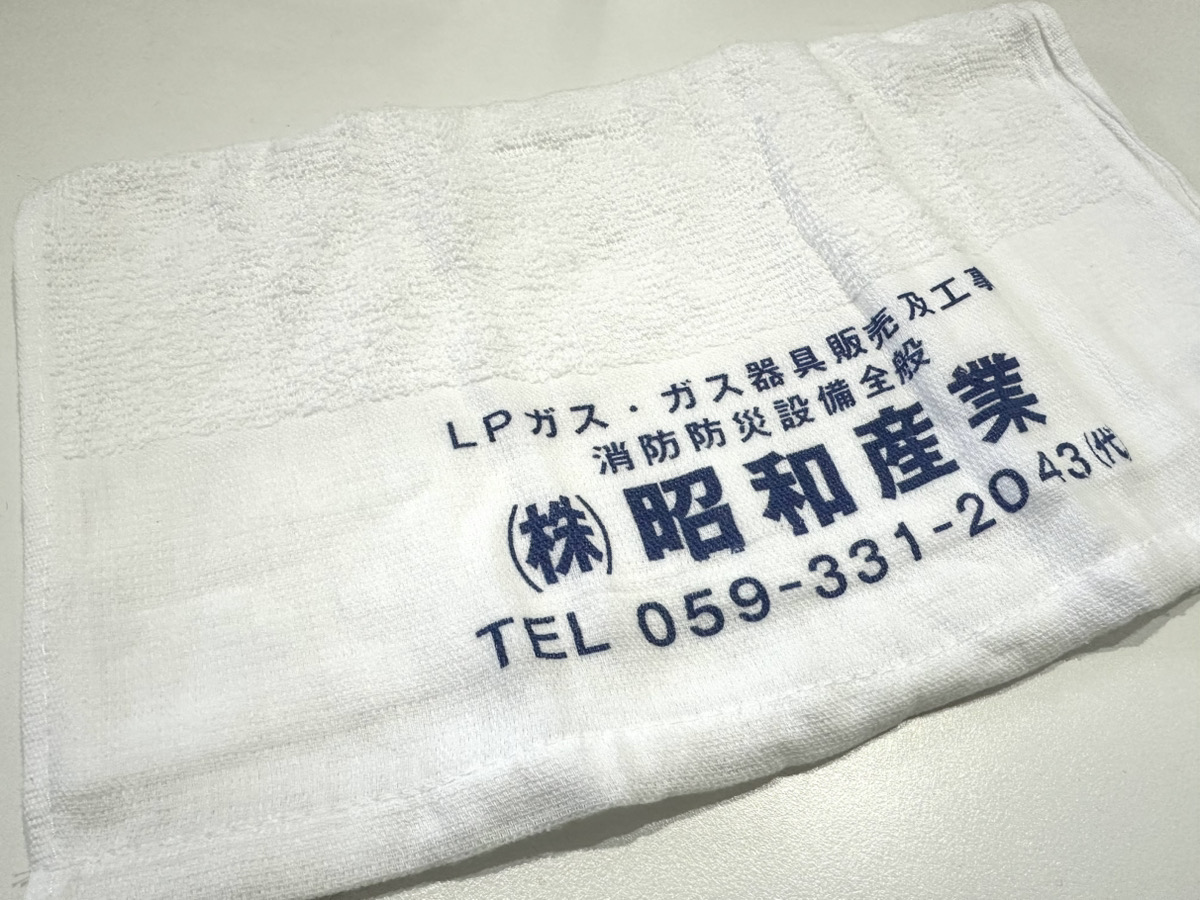 LPガス・ガス器具販売及工事
消防防災設備全般
(株)昭和産業
TEL 059-331-2043(代)